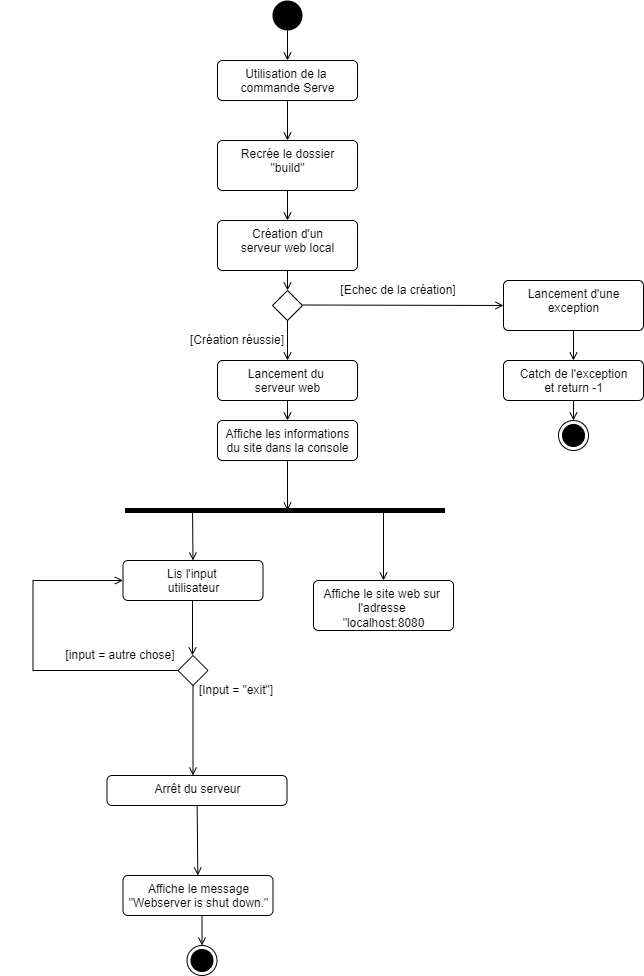 Utilisation de la
commande Serve
Recrée le dossier
"build"
Création d'un
serveur web local
[Echec de la création]
Lancement d'une
exception
[Création réussie]
Lancement du
serveur web
Catch de l'exception
et return -1
Affiche les informations
du site dans la console
Lis l'input
utilisateur
Affiche le site web sur
l'adresse
"localhost:8080
[input = autre chose]
[Input = "exit"]
Arrêt du serveur
Affiche le message
"Webserver is shut down."